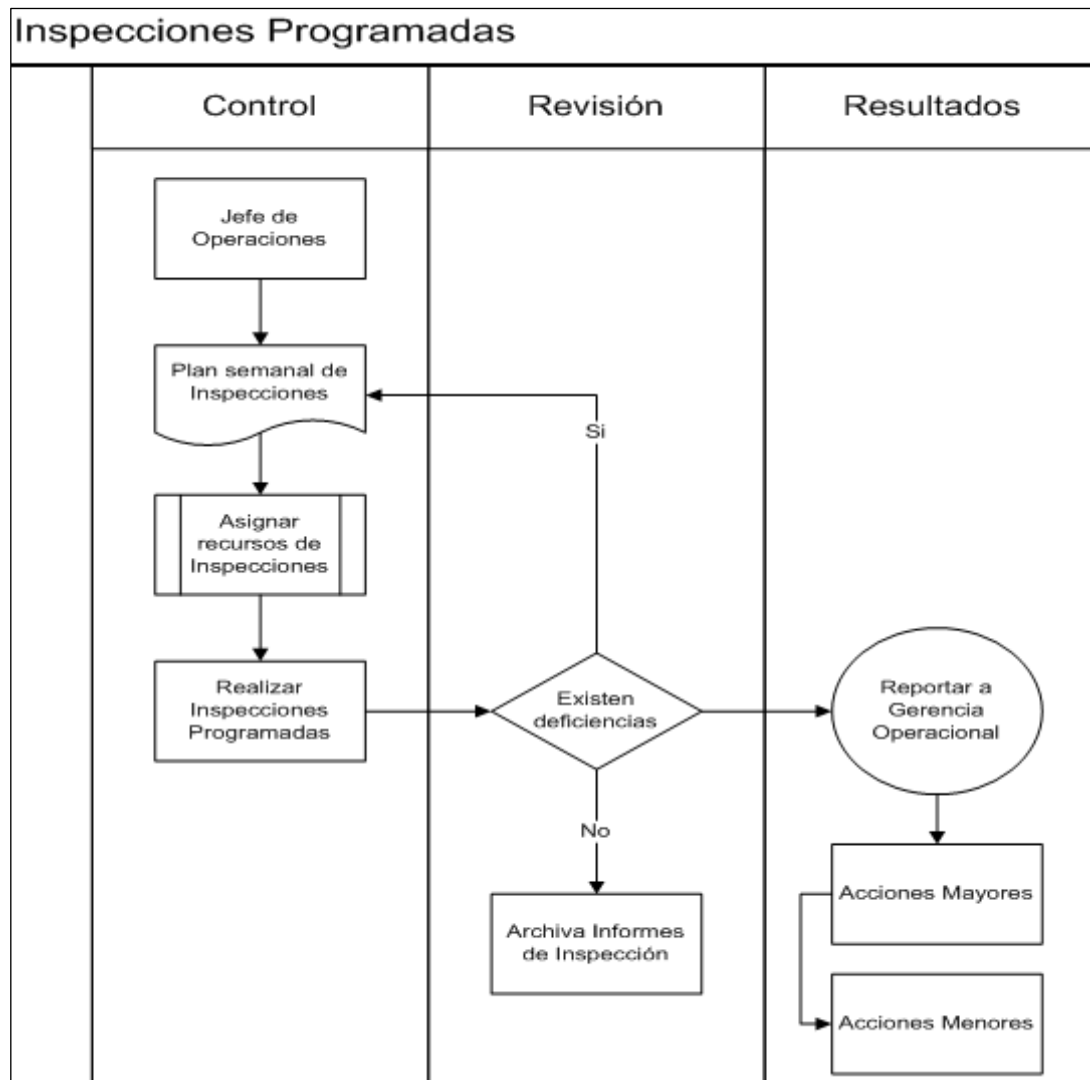 Inspecciones Programadas
Control
Revisión
Resultados
Jefe de
Operaciones
Plan semanal de
Inspecciones
Si
Asignar
recursos de
Inspecciones
Realizar
Inspecciones
Programadas
Existen
deficiencias
Reportar a
Gerencia
Operacional
No
Archiva Informes
de Inspección
Acciones Mayores
Acciones Menores